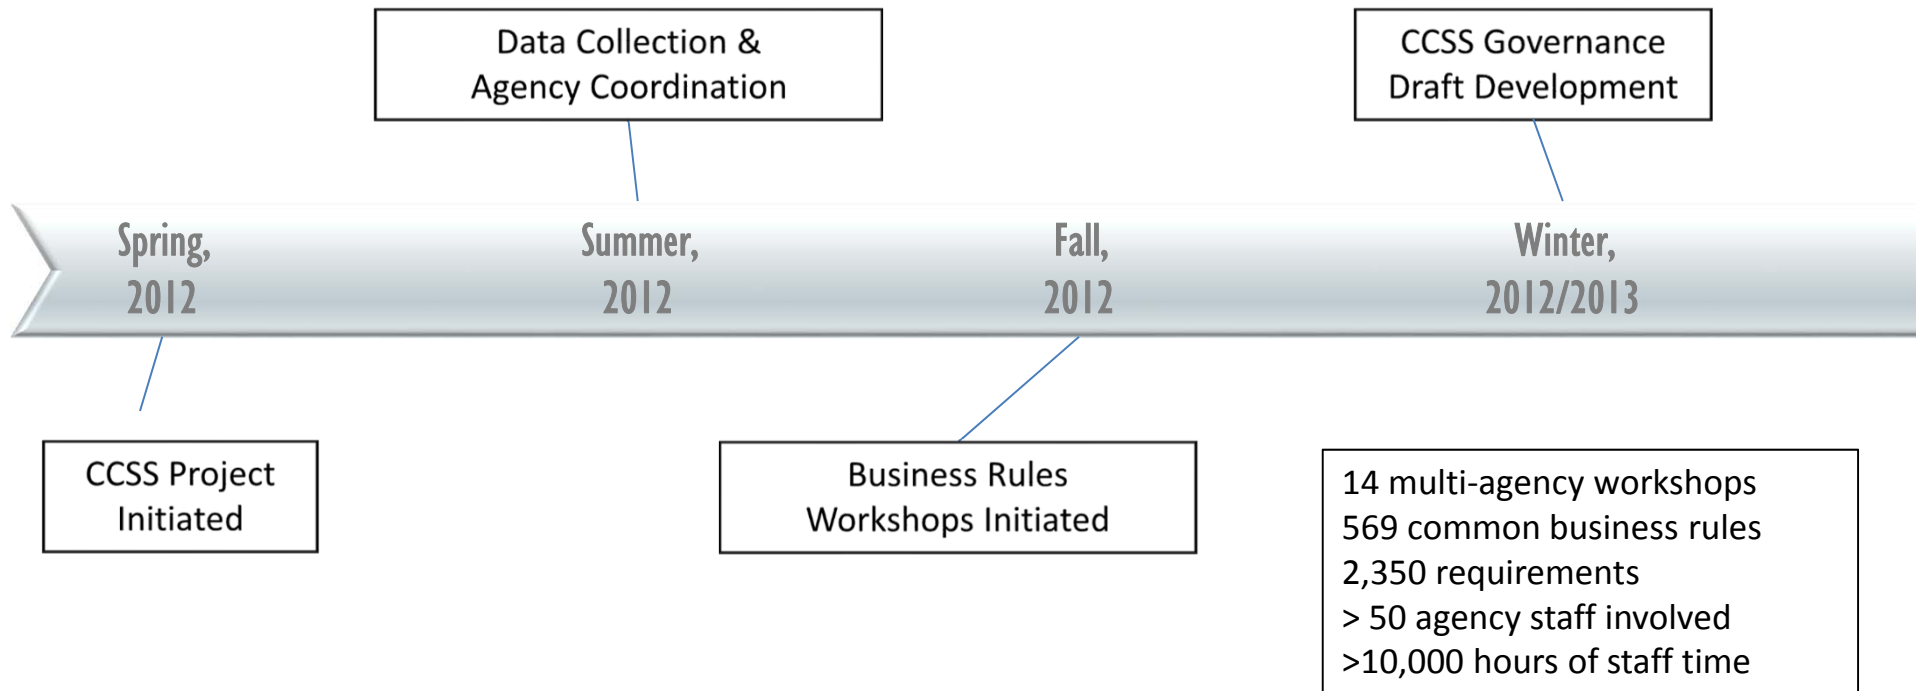 Data Collection &
Agency Coordination
CCSS Governance
Draft Development
Spring,
2012
Summer,
2012
Fall,
2012
Winter,
2012/2013
CCSS Project
Initiated
Business Rules
Workshops Initiated
14 multi-agency workshops
569 common business rules
2,350 requirements
> 50 agency staff involved
>10,000 hours of staff time